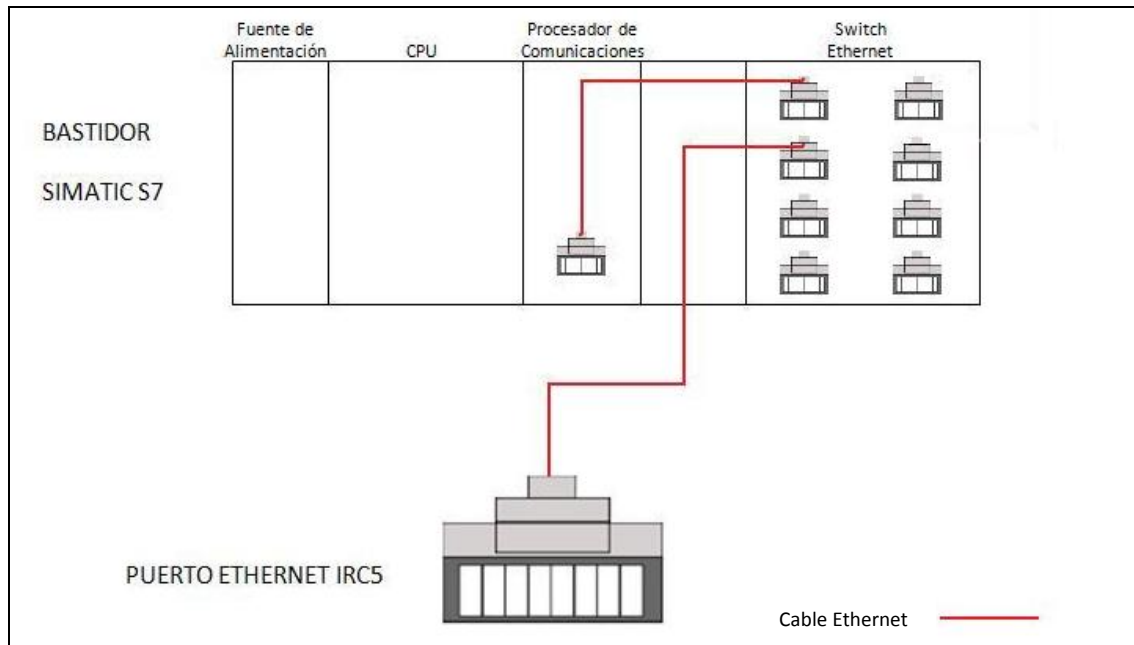 Fuente de
Alimentación
CPU
Procesador de
Comunicaciones
Switch
Ethernet
BASTIDOR
SIMATIC S7
PUERTO ETHERNET IRC5
Cable Ethernet